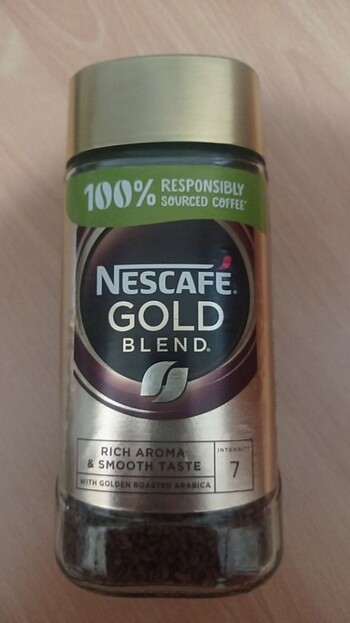 100% RESPONSIBLY
SOURCED COFFEE*
NESCAFÉ®
GOLD
BLEND®
RICH AROMA
& SMOOTH TASTE
WITH GOLDEN ROASTED ARABICA
INTENSITY
7